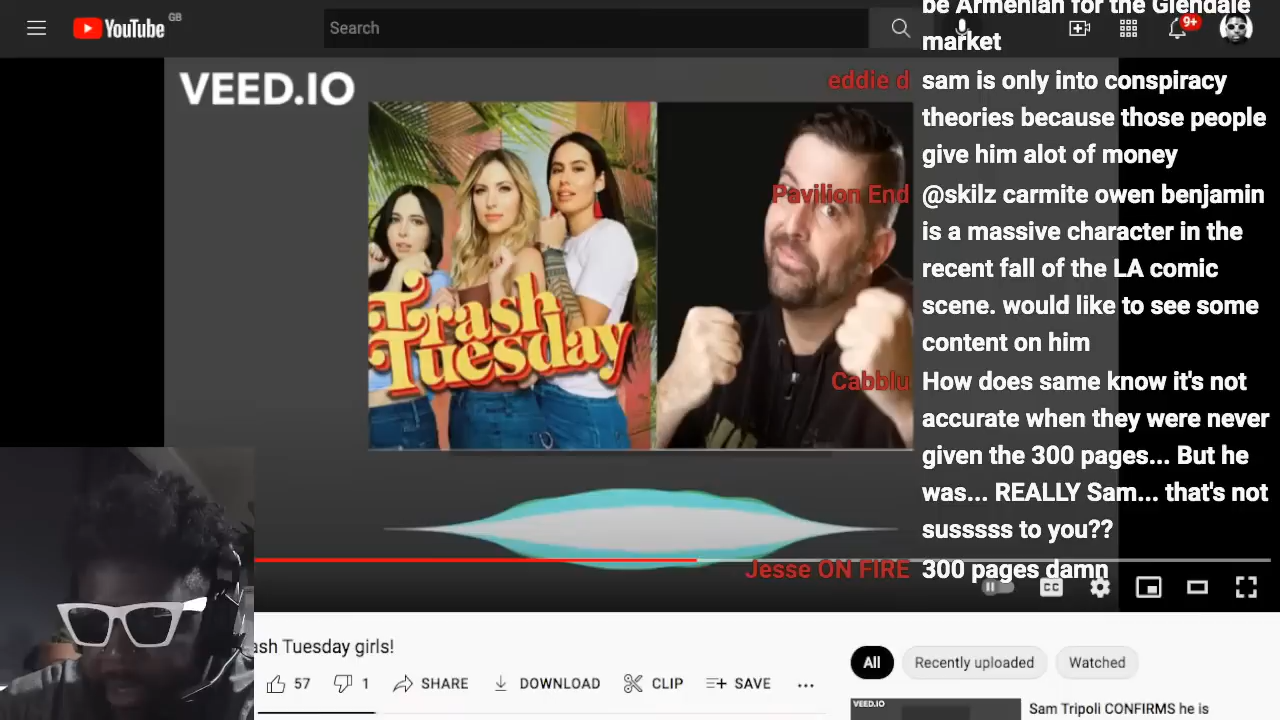 YouTube GB
Search
9+
be Armenian for the Glendale
market
VEED.IO
eddie d sam is only into conspiracy
theories because those people
give him alot of money
Pavilion End @skilz carmite owen benjamin
is a massive character in the
recent fall of the LA comic
scene. would like to see some
content on him
Trash
Tuesday
Cabblu How does same know it's not
accurate when they were never
given the 300 pages... But he
was... REALLY Sam... that's not
susssss to you??
Jesse ON FIRE 300 pages damn
CC
ash Tuesday girls!
57 1 SHARE DOWNLOAD CLIP SAVE ...
All Recently uploaded Watched
VEED.IO
Sam Tripoli CONFIRMS he is